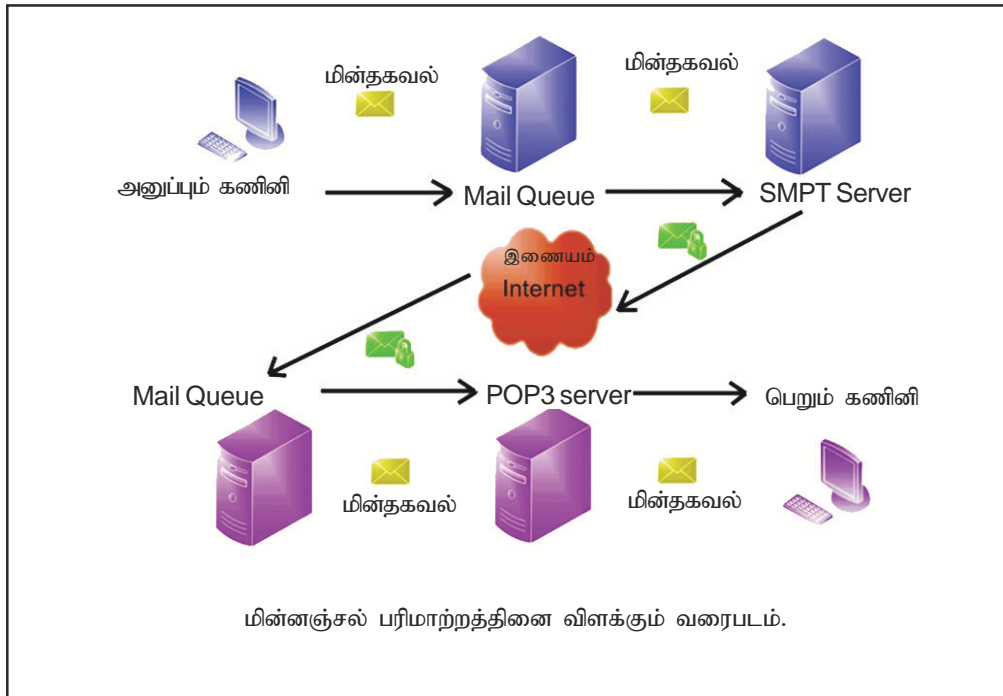 மின்தகவல்
மின்தகவல்
அனுப்பும் கணினி
Mail Queue
SMPT Server
இணையம்
Internet
Mail Queue
POP3 server
பெறும் கணினி
மின்தகவல்
மின்தகவல்
மின்னஞ்சல் பரிமாற்றத்தினை விளக்கும் வரைபடம்.